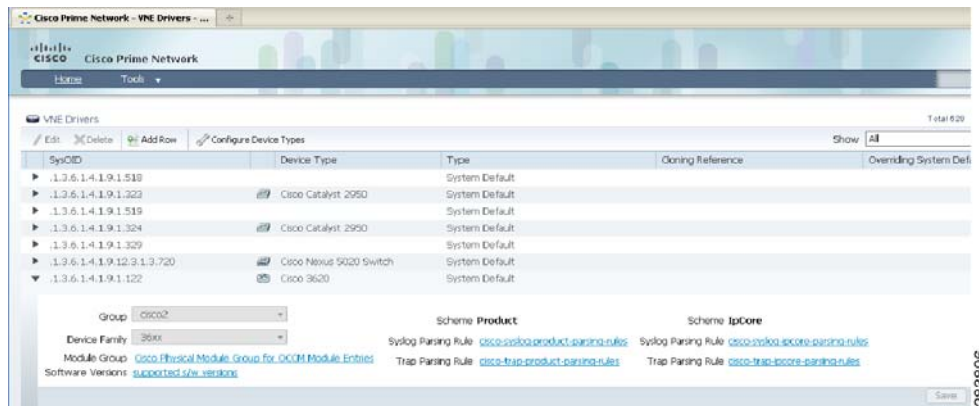 Cisco Prime Network - VNE Drivers - ...
CISCO Cisco Prime Network
Home Tools
VNE Drivers Total 620
Edit Delete Add Row Configure Device Types Show All
SysOID Device Type Type Cloning Reference Overriding System Def
.1.3.6.1.4.1.9.1.518 System Default
.1.3.6.1.4.1.9.1.323 Cisco Catalyst 2950 System Default
.1.3.6.1.4.1.9.1.519 System Default
.1.3.6.1.4.1.9.1.324 Cisco Catalyst 2950 System Default
.1.3.6.1.4.1.9.1.329 System Default
.1.3.6.1.4.1.9.12.3.1.3.720 Cisco Nexus 5020 Switch System Default
.1.3.6.1.4.1.9.1.122 Cisco 3620 System Default
Group cisco2 Scheme Product Scheme IpCore
Device Family 36xx Syslog Parsing Rule cisco-syslog-product-parsing-rules Syslog Parsing Rule cisco-syslog-ipcore-parsing-rules
Module Group Cisco Physical Module Group for OCCM Module Entries Trap Parsing Rule cisco-trap-product-parsing-rules Trap Parsing Rule cisco-trap-ipcore-parsing-rules
Software Versions supported s/w versions
Save